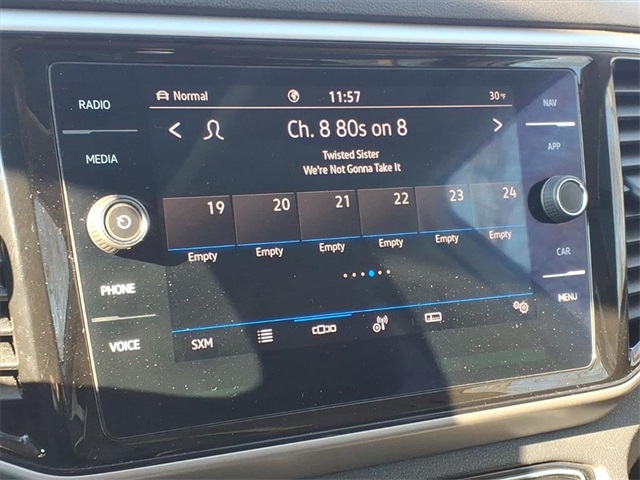 RADIO
MEDIA
PHONE
VOICE
Normal 11:57 30°F
Ch. 8 80s on 8
Twisted Sister
We're Not Gonna Take It
19 20 21 22 23 24
Empty Empty Empty Empty Empty Empty
SXM
NAV
APP
CAR
MENU